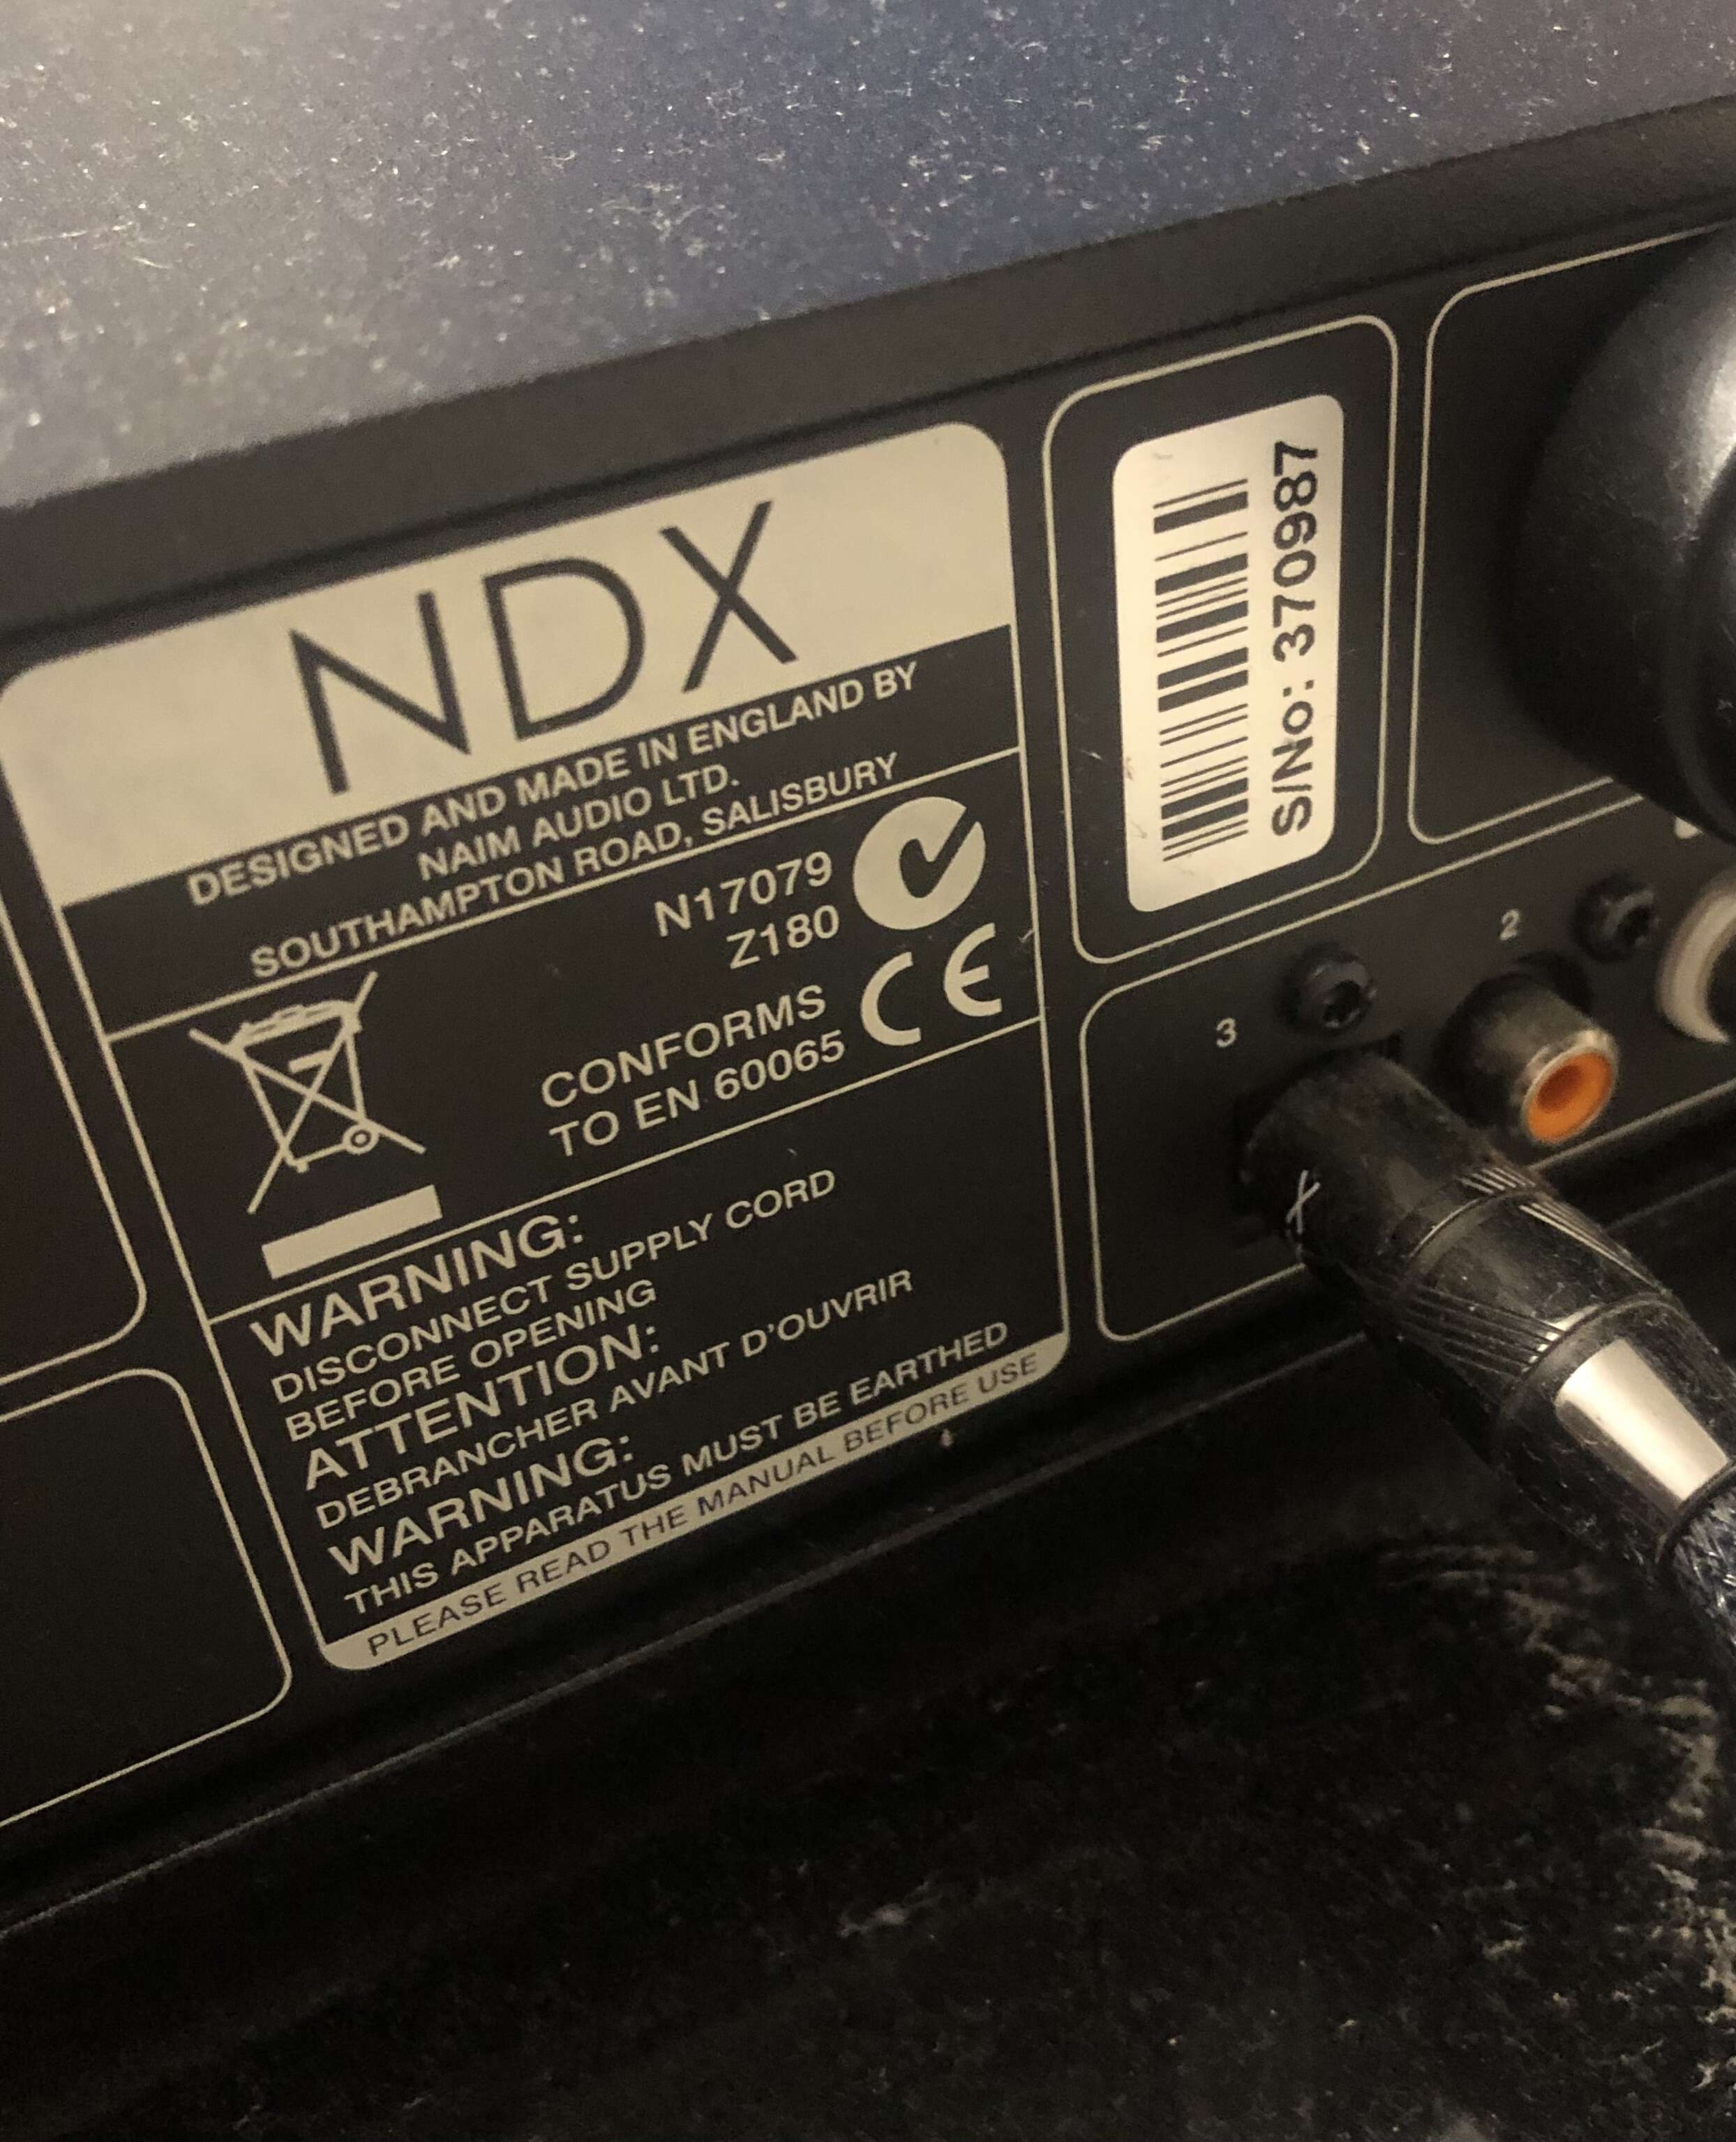 NDX
DESIGNED AND MADE IN ENGLAND BY
NAIM AUDIO LTD.
SOUTHAMPTON ROAD, SALISBURY
N17079
Z180
CONFORMS
TO EN 60065
CE
WARNING:
DISCONNECT SUPPLY CORD
BEFORE OPENING
ATTENTION:
DEBRANCHER AVANT D'OUVRIR
WARNING:
THIS APPARATUS MUST BE EARTHED
PLEASE READ THE MANUAL BEFORE USE
S/No: 370987
3
2